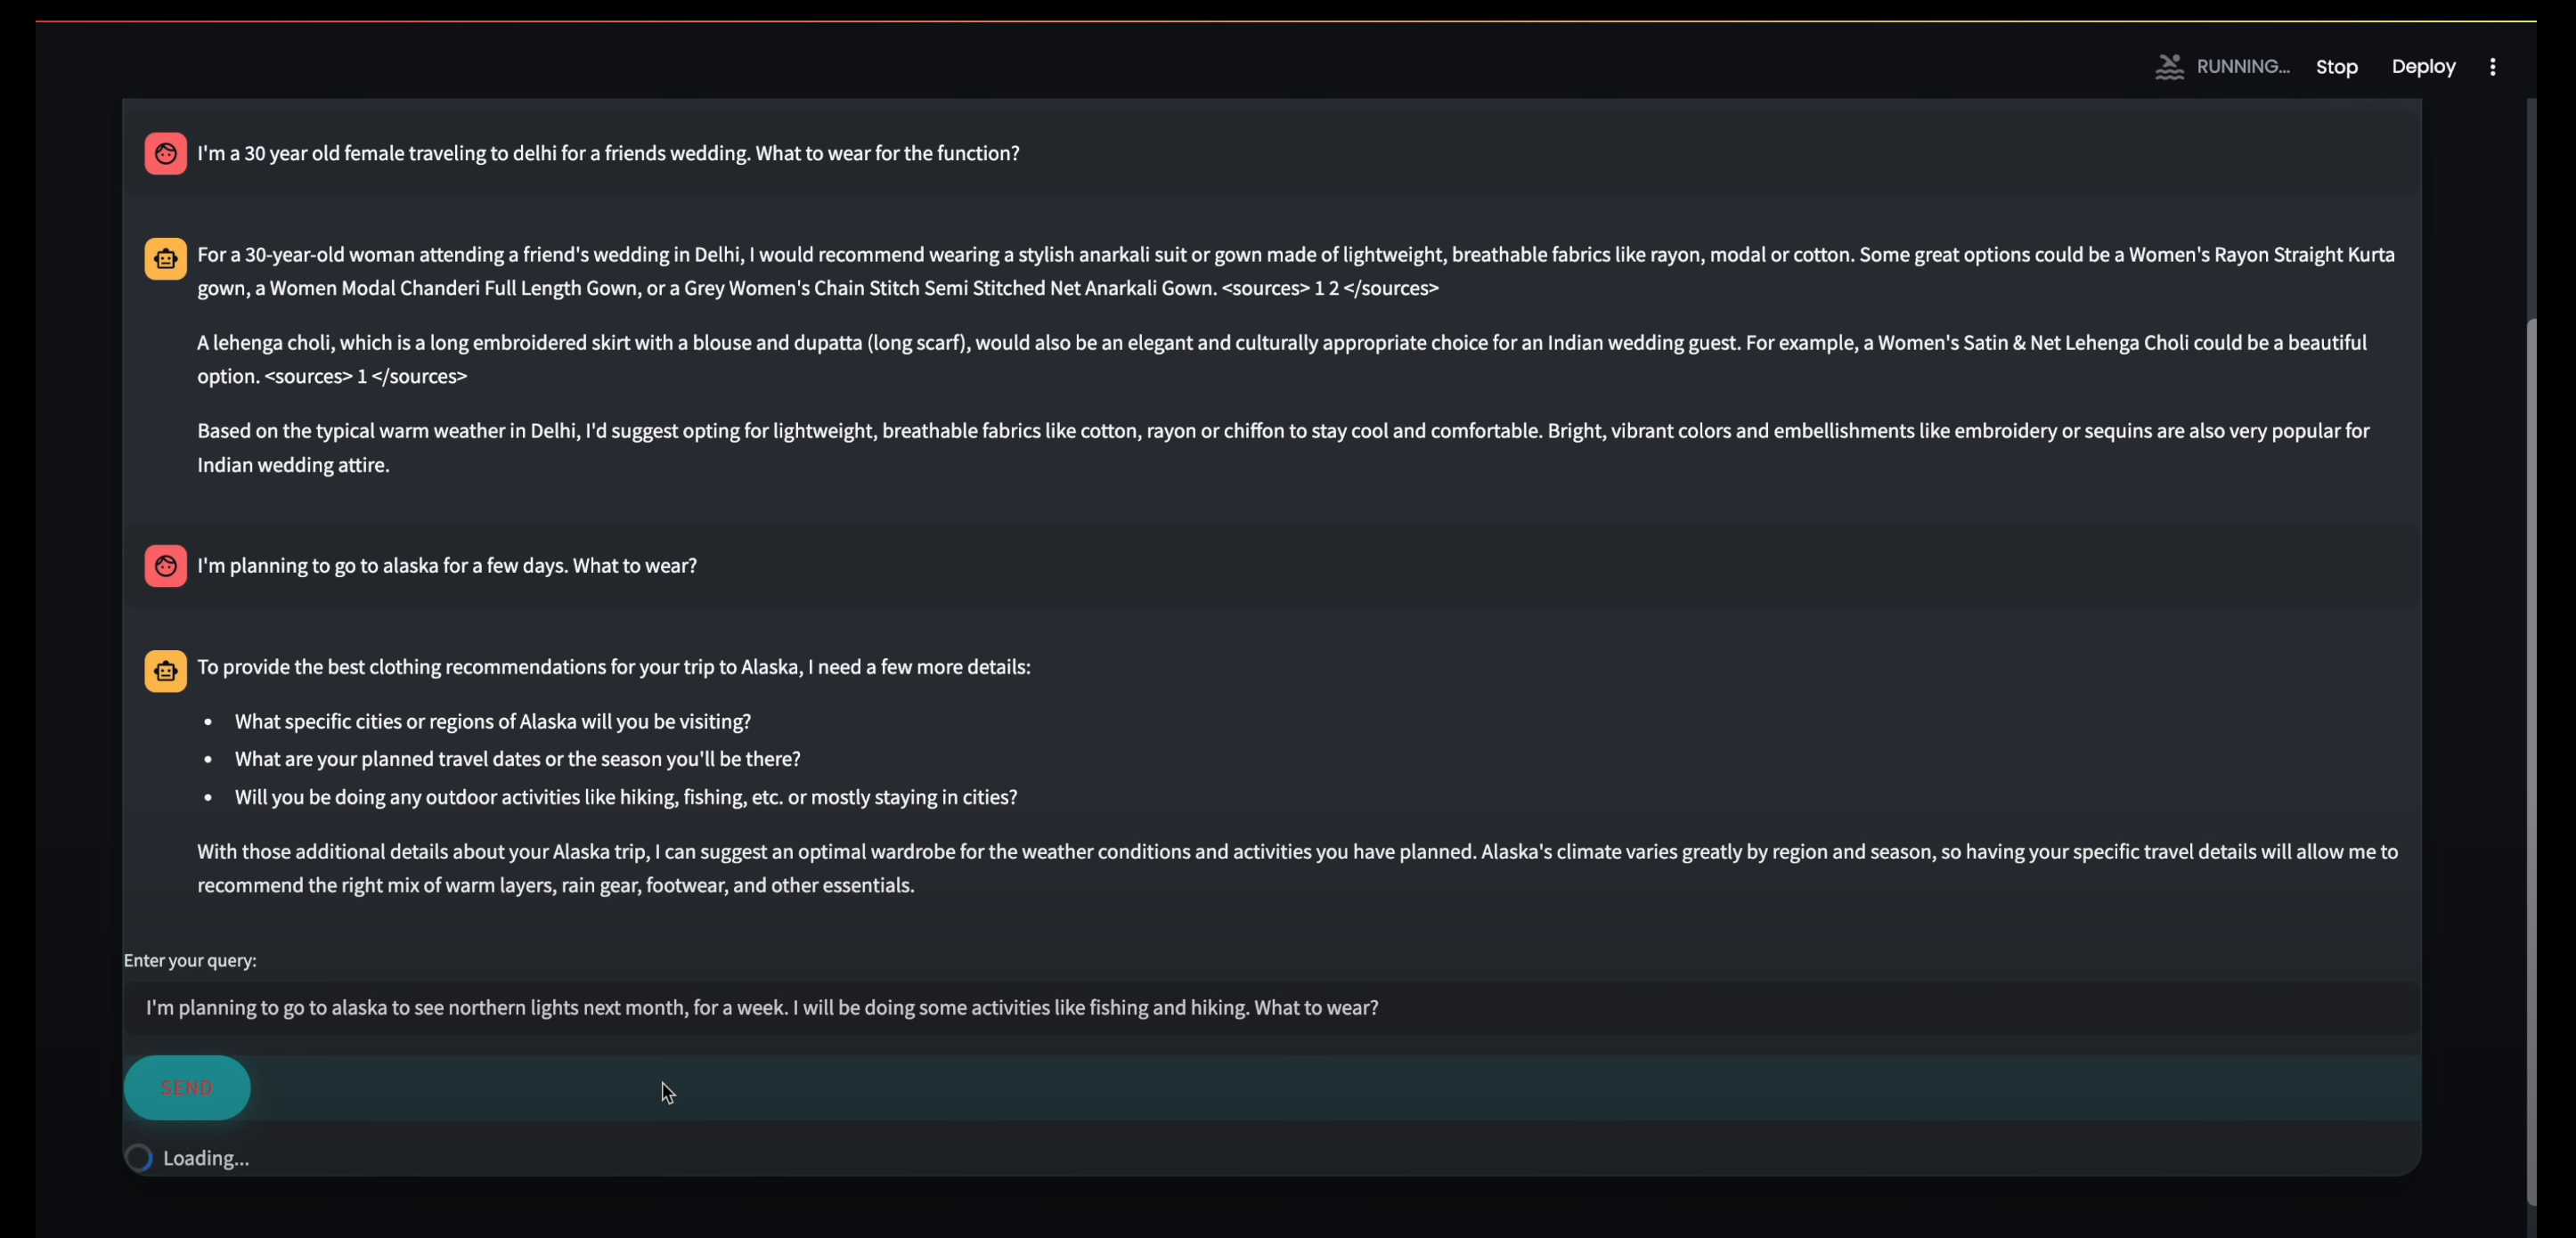 RUNNING... Stop Deploy
I'm a 30 year old female traveling to delhi for a friends wedding. What to wear for the function?
For a 30-year-old woman attending a friend's wedding in Delhi, I would recommend wearing a stylish anarkali suit or gown made of lightweight, breathable fabrics like rayon, modal or cotton. Some great options could be a Women's Rayon Straight Kurta
gown, a Women Modal Chanderi Full Length Gown, or a Grey Women's Chain Stitch Semi Stitched Net Anarkali Gown. <sources> 1 2 </sources>
A lehenga choli, which is a long embroidered skirt with a blouse and dupatta (long scarf), would also be an elegant and culturally appropriate choice for an Indian wedding guest. For example, a Women's Satin & Net Lehenga Choli could be a beautiful
option. <sources> 1 </sources>
Based on the typical warm weather in Delhi, I'd suggest opting for lightweight, breathable fabrics like cotton, rayon or chiffon to stay cool and comfortable. Bright, vibrant colors and embellishments like embroidery or sequins are also very popular for
Indian wedding attire.
I'm planning to go to alaska for a few days. What to wear?
To provide the best clothing recommendations for your trip to Alaska, I need a few more details:
• What specific cities or regions of Alaska will you be visiting?
• What are your planned travel dates or the season you'll be there?
• Will you be doing any outdoor activities like hiking, fishing, etc. or mostly staying in cities?
With those additional details about your Alaska trip, I can suggest an optimal wardrobe for the weather conditions and activities you have planned. Alaska's climate varies greatly by region and season, so having your specific travel details will allow me to
recommend the right mix of warm layers, rain gear, footwear, and other essentials.
Enter your query:
I'm planning to go to alaska to see northern lights next month, for a week. I will be doing some activities like fishing and hiking. What to wear?
SEND
Loading...